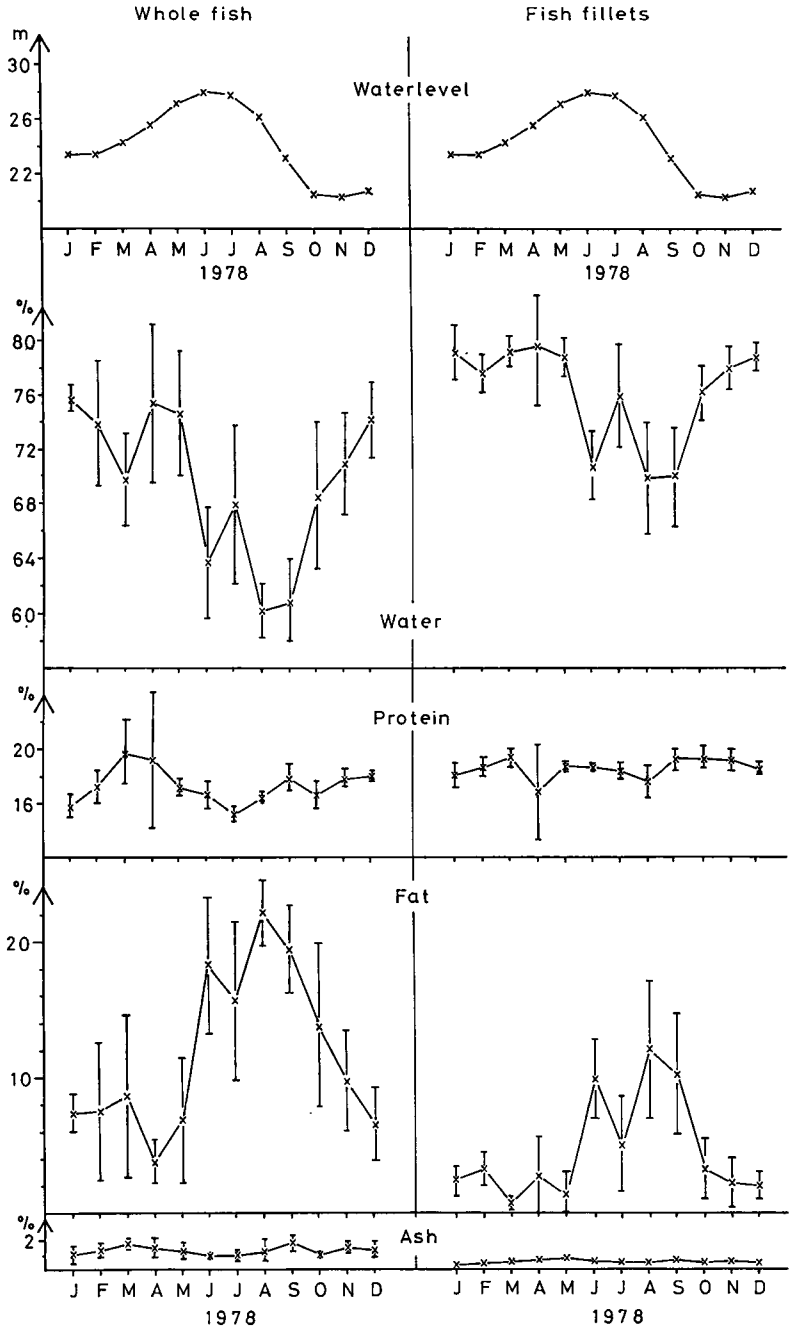 Whole fish Fish fillets
m
30
Waterlevel
26
22
J F M A M J J A S O N D J F M A M J J A S O N D
1978 1978
%
80
76
72
68
64
60
Water
%
Protein
20
16
%
Fat
20
10
%
Ash
2
J F M A M J J A S O N D J F M A M J J A S O N D
1978 1978